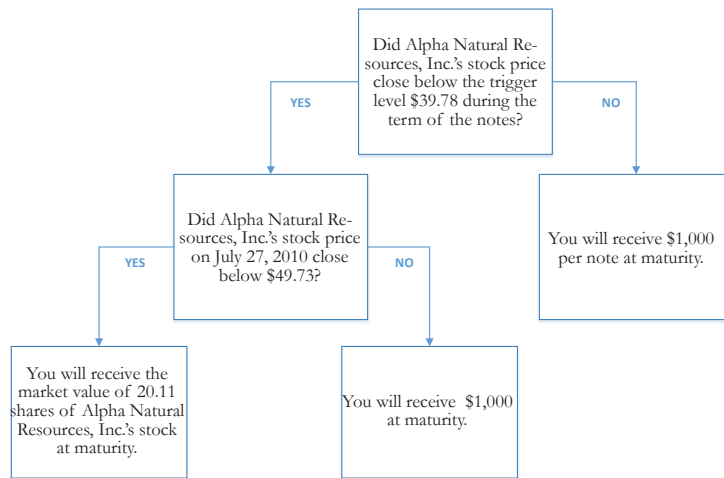 Did Alpha Natural Re-
sources, Inc.'s stock price
close below the trigger
level $39.78 during the
term of the notes?
YES
NO
Did Alpha Natural Re-
sources, Inc.'s stock price
on July 27, 2010 close
below $49.73?
You will receive $1,000
per note at maturity.
YES
NO
You will receive the
market value of 20.11
shares of Alpha Natural
Resources, Inc.'s stock
at maturity.
You will receive $1,000
at maturity.